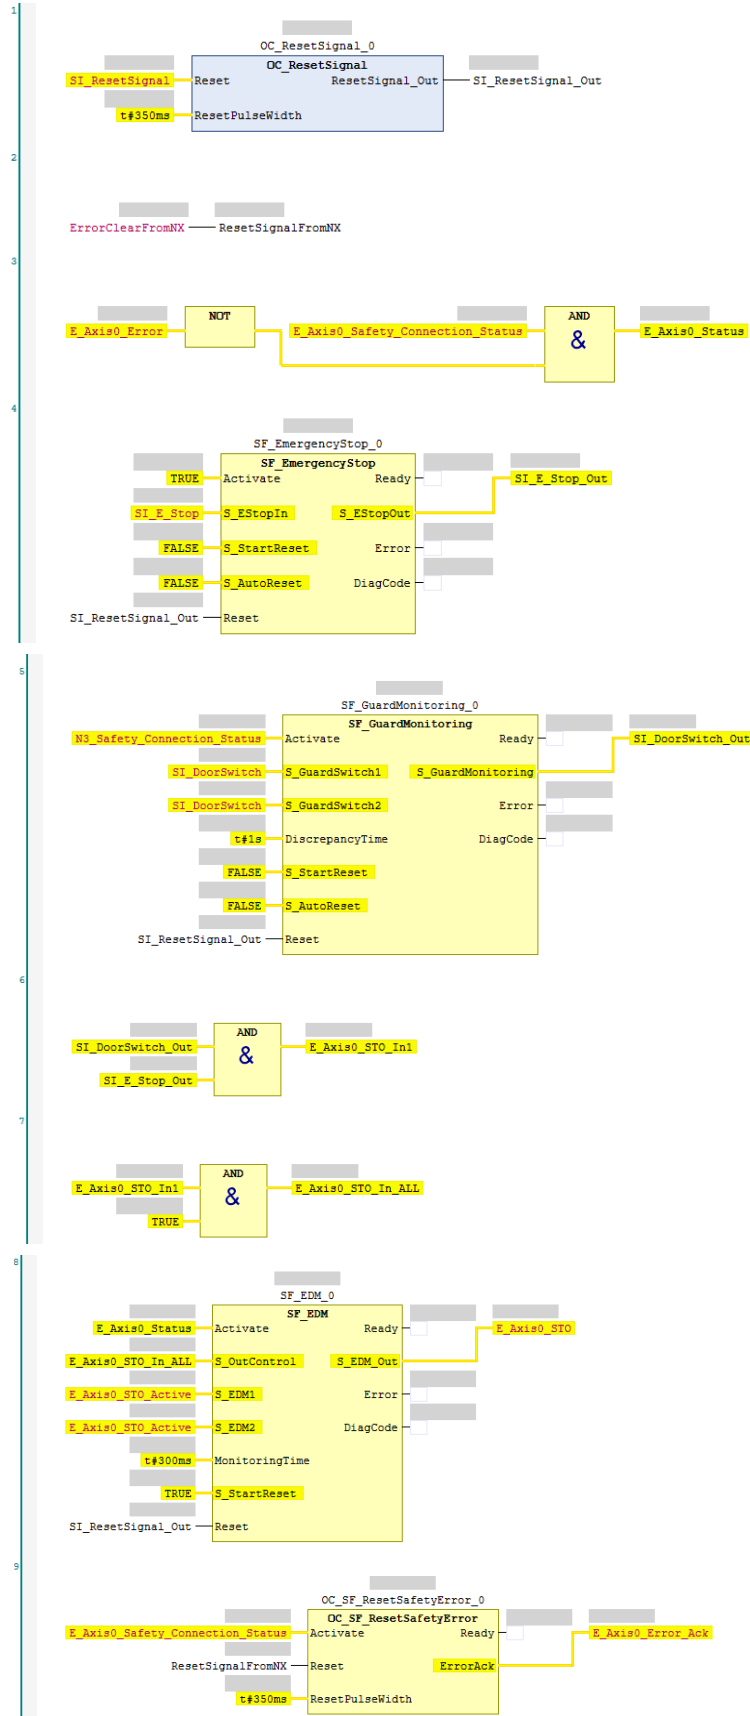 1
OC_ResetSignal_0
OC_ResetSignal
SI_ResetSignal Reset ResetSignal_Out SI_ResetSignal_Out
t#350ms ResetPulseWidth
2
ErrorClearFromNX ResetSignalFromNX
3
NOT AND
E_Axis0_Error E_Axis0_Safety_Connection_Status & E_Axis0_Status
4
SF_EmergencyStop_0
SF_EmergencyStop
TRUE Activate Ready SI_E_Stop_Out
SI_E_Stop S_EStopIn S_EStopOut
FALSE S_StartReset Error
FALSE S_AutoReset DiagCode
SI_ResetSignal_Out Reset
5
SF_GuardMonitoring_0
SF_GuardMonitoring
N3_Safety_Connection_Status Activate Ready SI_DoorSwitch_Out
SI_DoorSwitch S_GuardSwitch1 S_GuardMonitoring
SI_DoorSwitch S_GuardSwitch2 Error
t#1s DiscrepancyTime DiagCode
FALSE S_StartReset
FALSE S_AutoReset
SI_ResetSignal_Out Reset
6
AND
SI_DoorSwitch_Out & E_Axis0_STO_In1
SI_E_Stop_Out
7
AND
E_Axis0_STO_In1 & E_Axis0_STO_In_ALL
TRUE
8
SF_EDM_0
SF_EDM
E_Axis0_Status Activate Ready E_Axis0_STO
E_Axis0_STO_In_ALL S_OutControl S_EDM_Out
E_Axis0_STO_Active S_EDM1 Error
E_Axis0_STO_Active S_EDM2 DiagCode
t#300ms MonitoringTime
TRUE S_StartReset
SI_ResetSignal_Out Reset
9
OC_SF_ResetSafetyError_0
OC_SF_ResetSafetyError
E_Axis0_Safety_Connection_Status Activate Ready E_Axis0_Error_Ack
ResetSignalFromNX Reset ErrorAck
t#350ms ResetPulseWidth